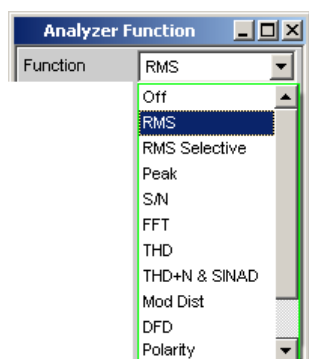 Analyzer Function
Function RMS
Off
RMS
RMS Selective
Peak
S/N
FFT
THD
THD+N & SINAD
Mod Dist
DFD
Polarity